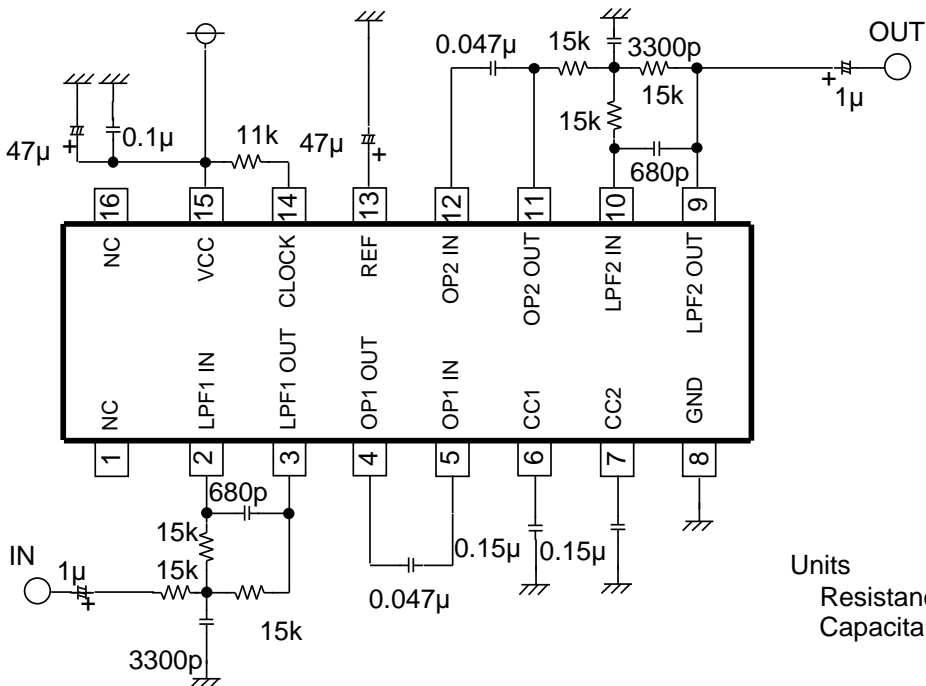 OUT
0.047µ
15k
3300p
15k
1µ
+
15k
680p
47µ
+
0.1µ
11k
47µ
+
16
15
14
13
12
11
10
9
NC
VCC
CLOCK
REF
OP2 IN
OP2 OUT
LPF2 IN
LPF2 OUT
NC
LPF1 IN
LPF1 OUT
OP1 OUT
OP1 IN
CC1
CC2
GND
1
2
3
4
5
6
7
8
680p
15k
IN
1µ
+
15k
15k
3300p
0.047µ
0.15µ
0.15µ
Units
Resistan
Capacita